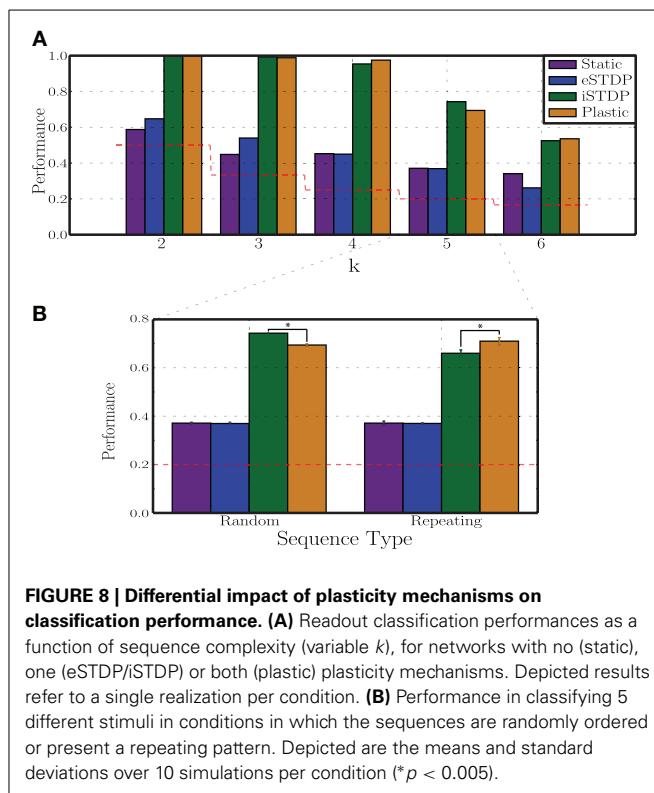 A
1.0
0.8
0.6
0.4
0.2
0.0
Performance
Static
eSTDP
iSTDP
Plastic
2 3 4 5 6
k
B
0.8
0.6
0.4
0.2
0.0
Performance
*
*
Random Repeating
Sequence Type
FIGURE 8 | Differential impact of plasticity mechanisms on
classification performance. (A) Readout classification performances as a
function of sequence complexity (variable k), for networks with no (static),
one (eSTDP/iSTDP) or both (plastic) plasticity mechanisms. Depicted results
refer to a single realization per condition. (B) Performance in classifying 5
different stimuli in conditions in which the sequences are randomly ordered
or present a repeating pattern. Depicted are the means and standard
deviations over 10 simulations per condition (*p < 0.005).